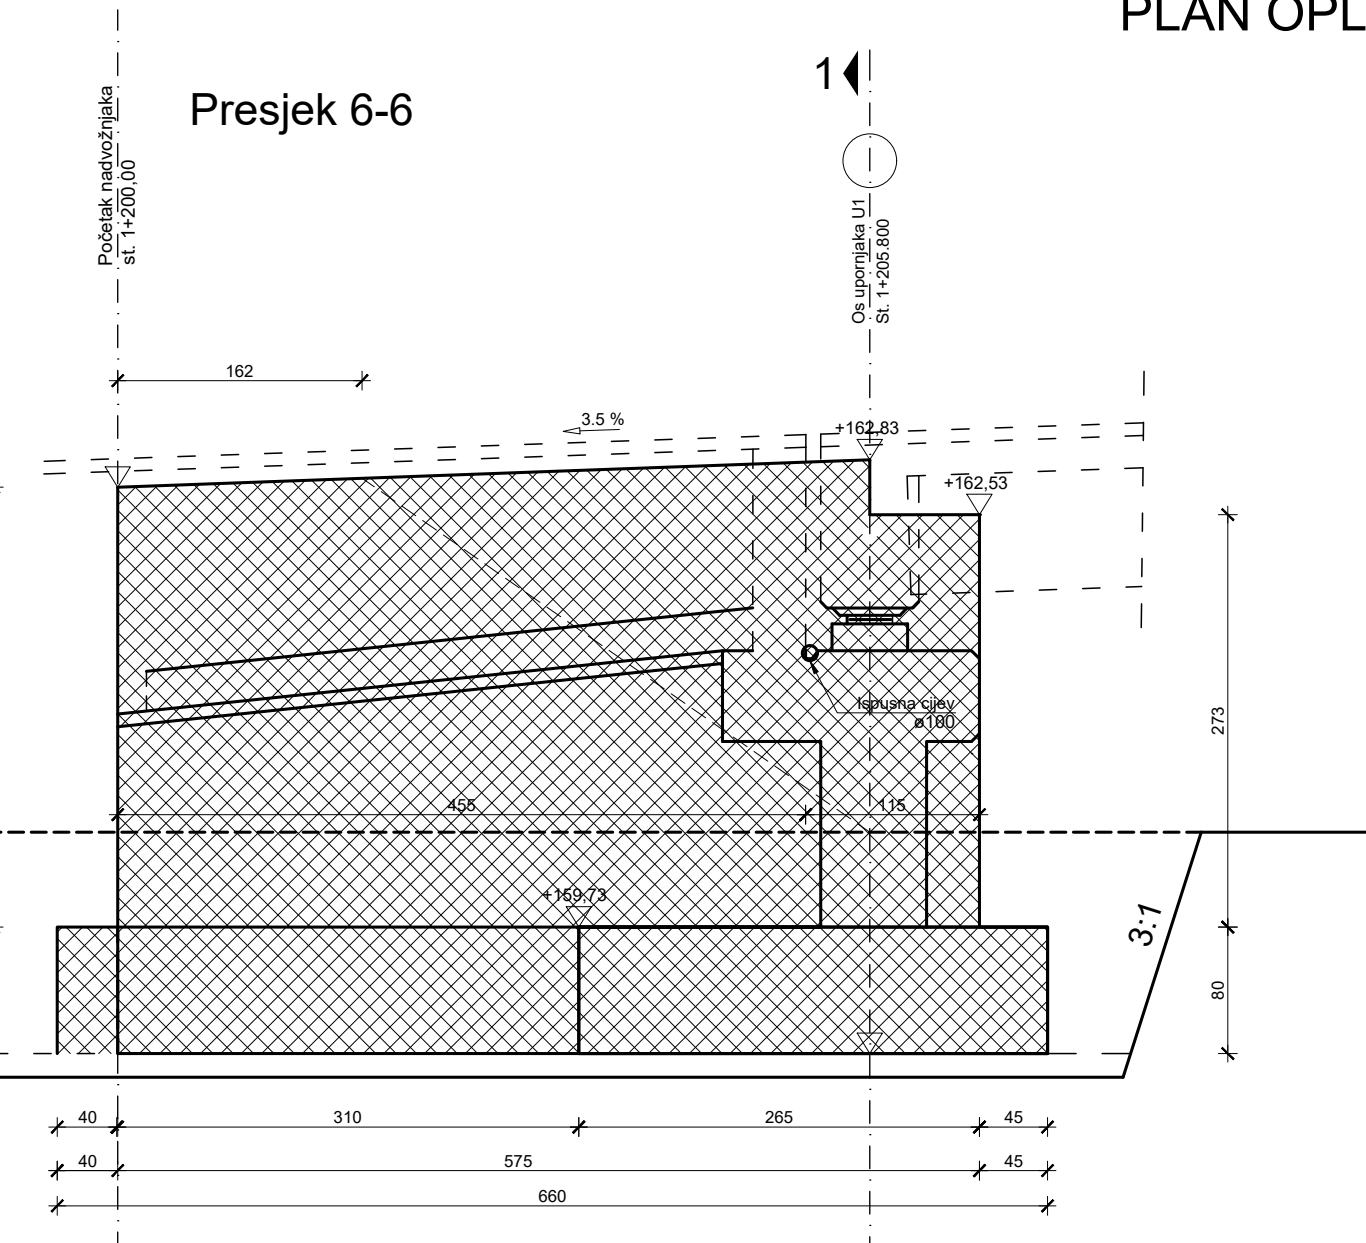 PLAN OPL
1
Presjek 6-6
Početak nadvožnjaka
st. 1+200,00
Os upornjaka U1
St. 1+205.800
162
3.5 %
+162,83
+162,53
Ispusna cijev
ø100
273
455
115
+159,73
3:1
80
40
310
265
45
40
575
45
660